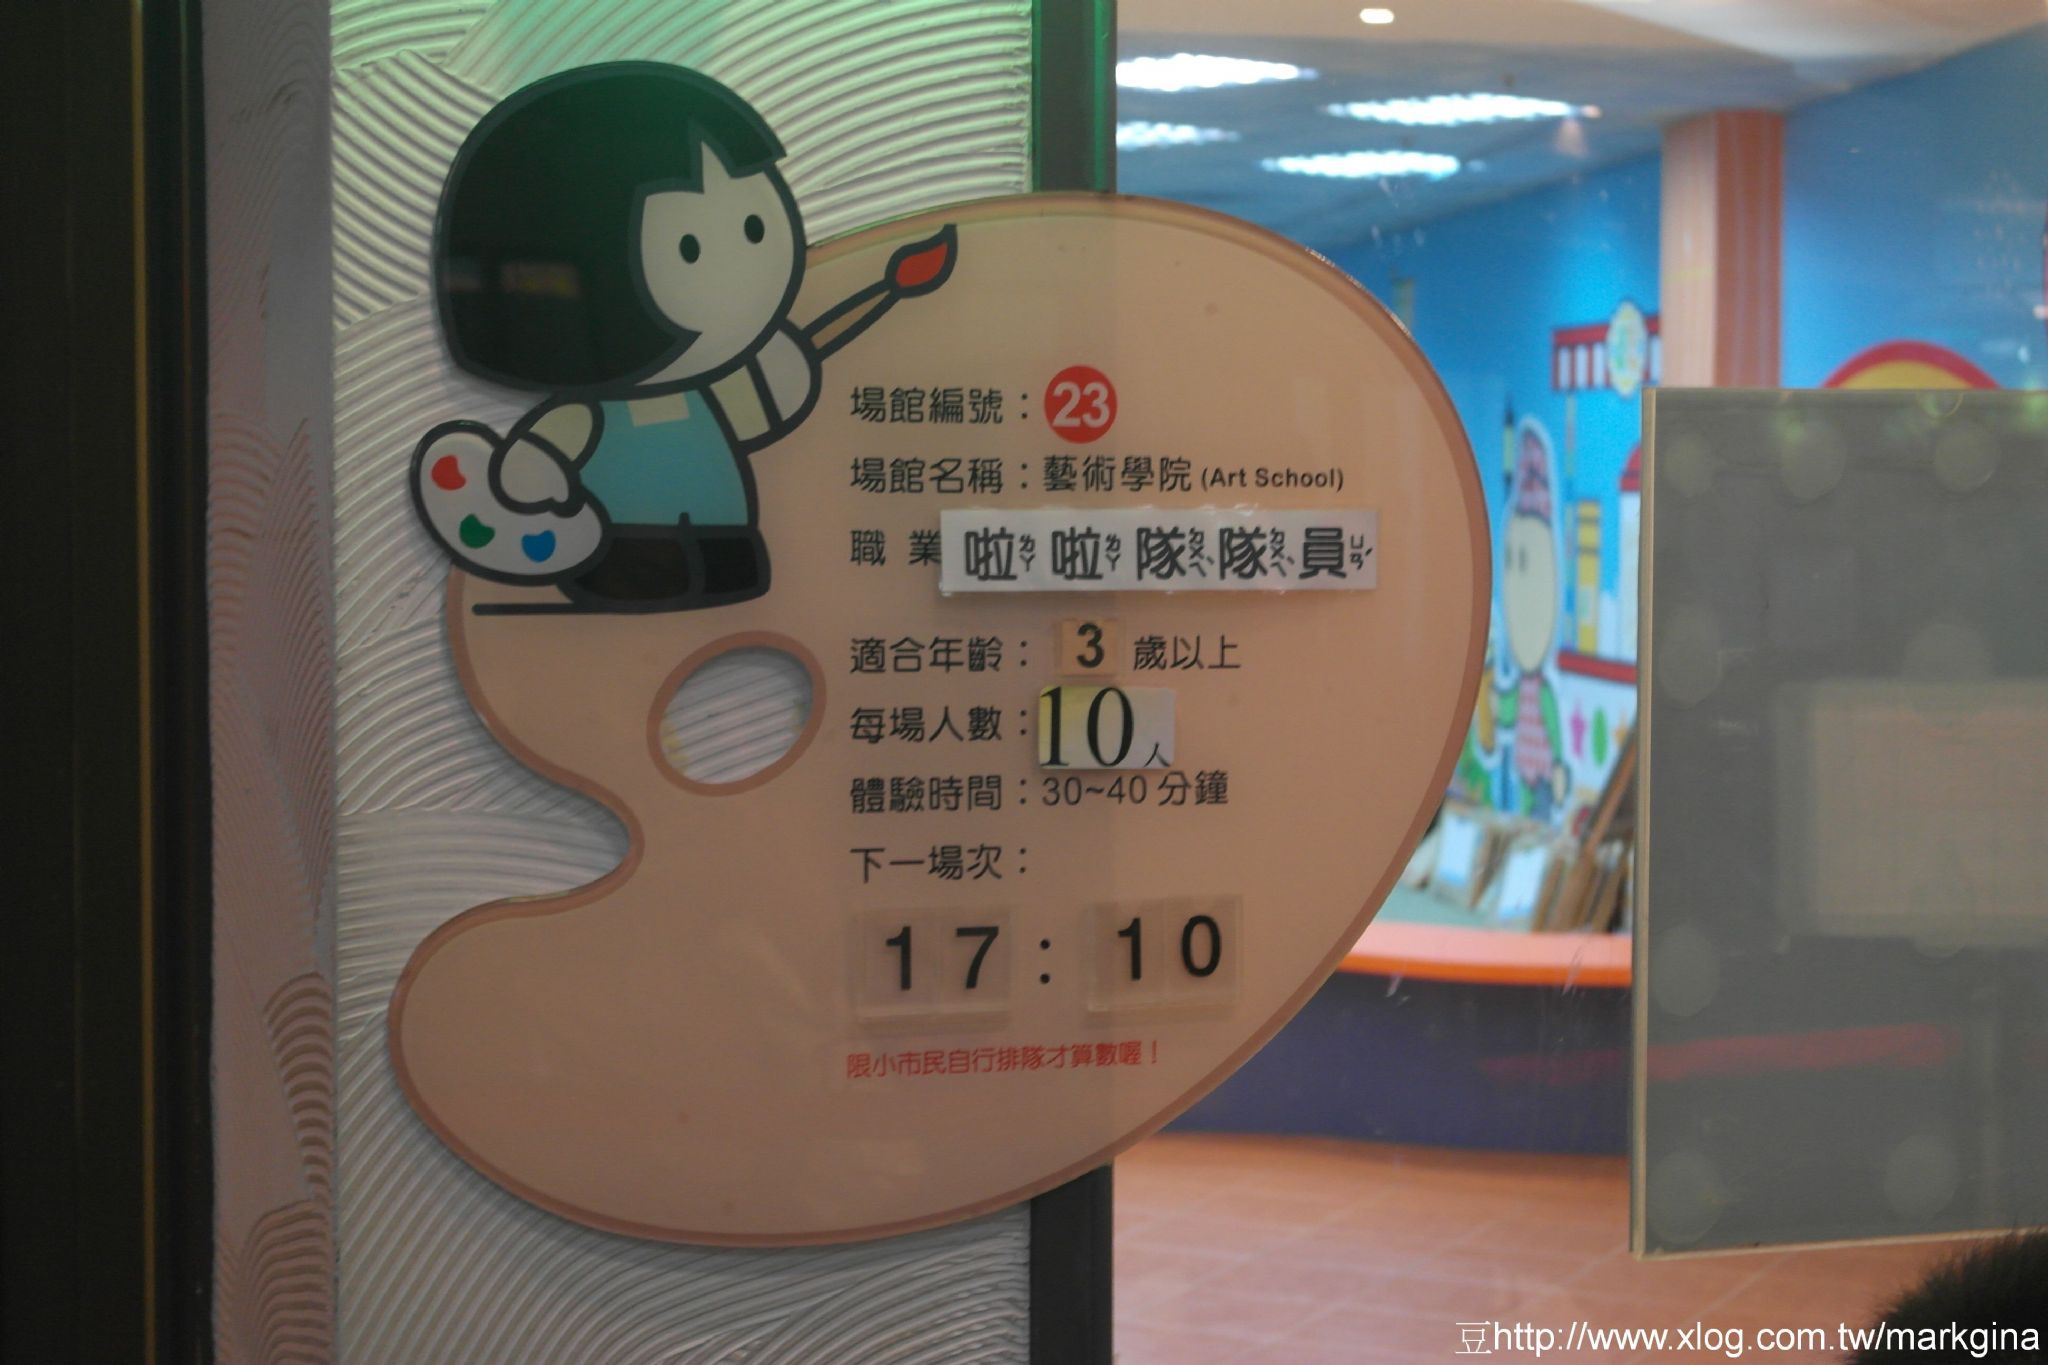 場館編號：23
場館名稱：藝術學院 (Art School)
職 業 啦ㄌㄚ 啦ㄌㄚ 隊ㄉㄨㄟˋ 隊ㄉㄨㄟˋ 員ㄩㄢˊ
適合年齡：3 歲以上
每場人數：10人
體驗時間：30~40 分鐘
下一場次：
17：10
限小市民自行排隊才算數喔！
豆http://www.xlog.com.tw/markgina